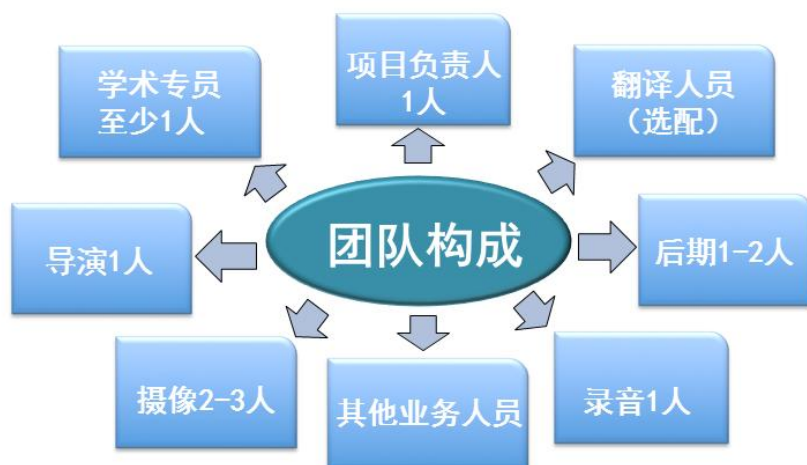 项目负责人
1人
学术专员
至少1人
翻译人员
（选配）
团队构成
导演1人
后期1-2人
摄像2-3人
其他业务人员
录音1人